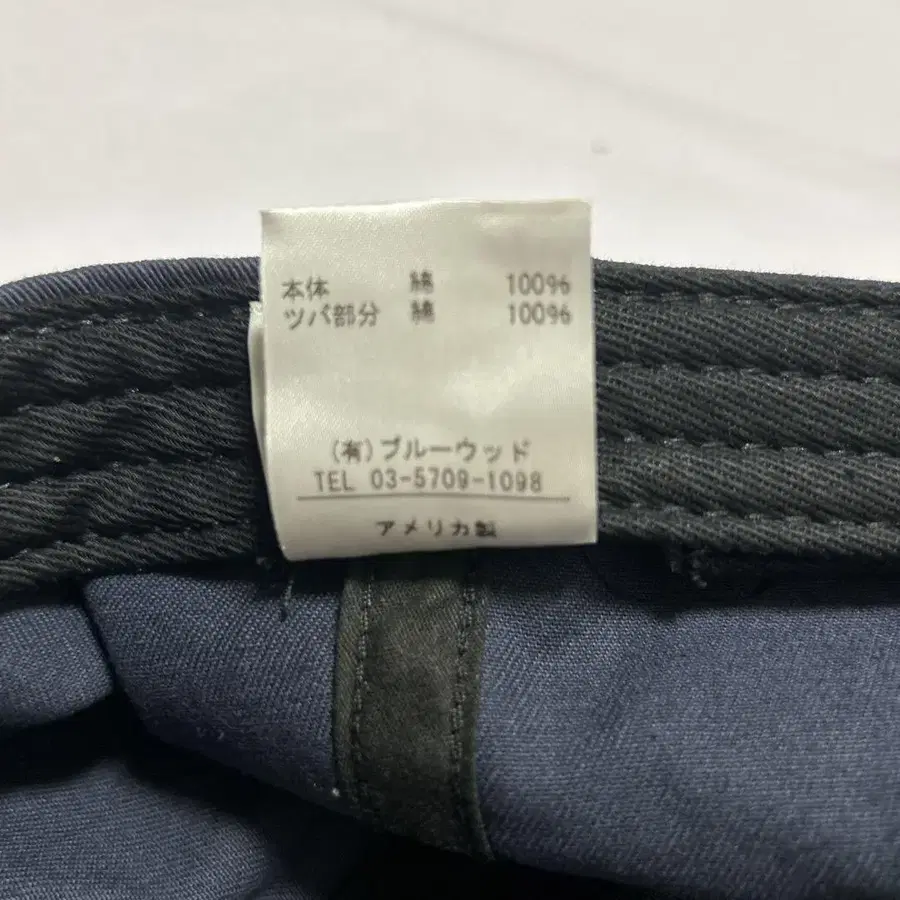 本体 綿 100%
ツバ部分 綿 100%
(有)ブルーウッド
TEL 03-5709-1098
アメリカ製